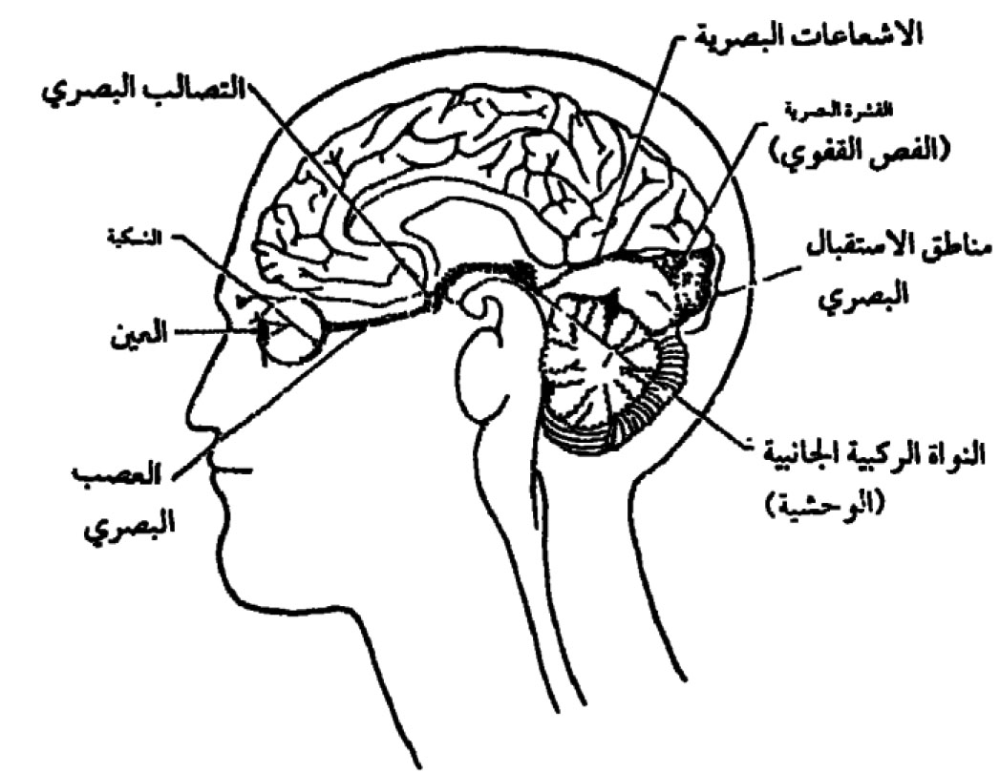 الاشعاعات البصرية
التصالب البصري
القشرة البصرية
(الفص القفوي)
الشبكية
مناطق الاستقبال
البصري
العين
النواة الركبية الجانبية
(الوحشية)
العصب
البصري